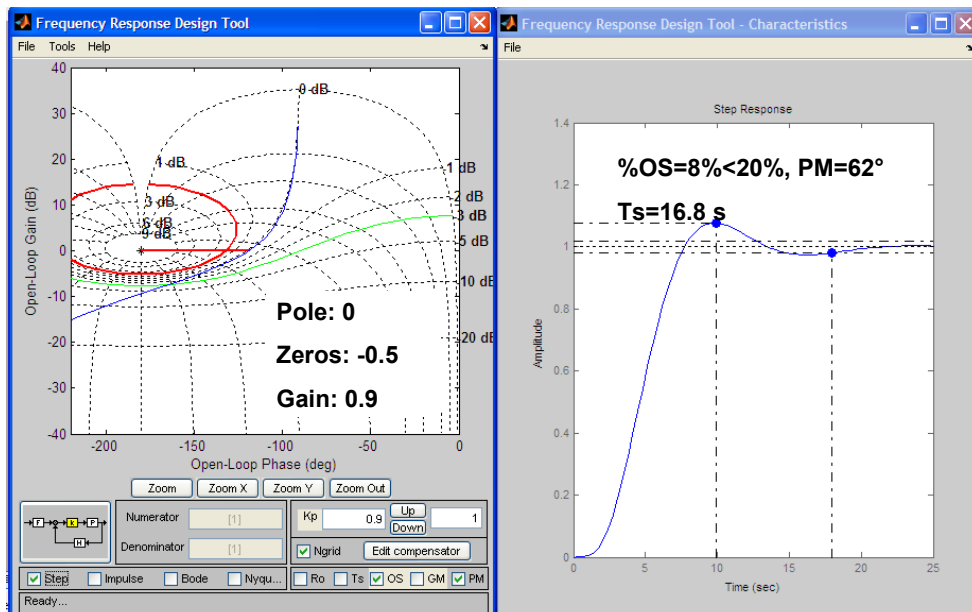 Frequency Response Design Tool
File Tools Help
40
30
20
10
0
-10
-20
-30
-40
Open-Loop Gain (dB)
0 dB
1 dB
3 dB
6 dB
9 dB
-1 dB
-2 dB
-3 dB
-5 dB
-10 dB
-20 dB
Pole: 0
Zeros: -0.5
Gain: 0.9
-200 -150 -100 -50 0
Open-Loop Phase (deg)
Zoom Zoom X Zoom Y Zoom Out
F K P
H
Numerator [1]
Denominator [1]
Kp 0.9 Up 1
Down
Ngrid Edit compensator
Step Impulse Bode Nyqu... Ro Ts OS GM PM
Ready...
Frequency Response Design Tool - Characteristics
File
Step Response
%OS=8%<20%, PM=62°
Ts=16.8 s
1.4
1.2
1
0.8
0.6
0.4
0.2
0
Amplitude
0 5 10 15 20 25
Time (sec)